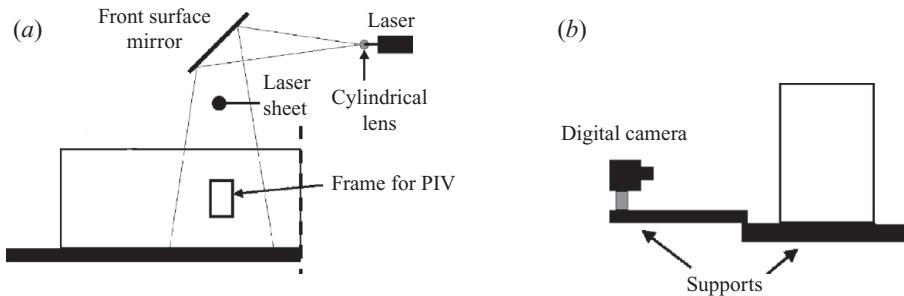 (a)
Front surface
mirror
Laser
Laser
sheet
Cylindrical
lens
Frame for PIV
(b)
Digital camera
Supports